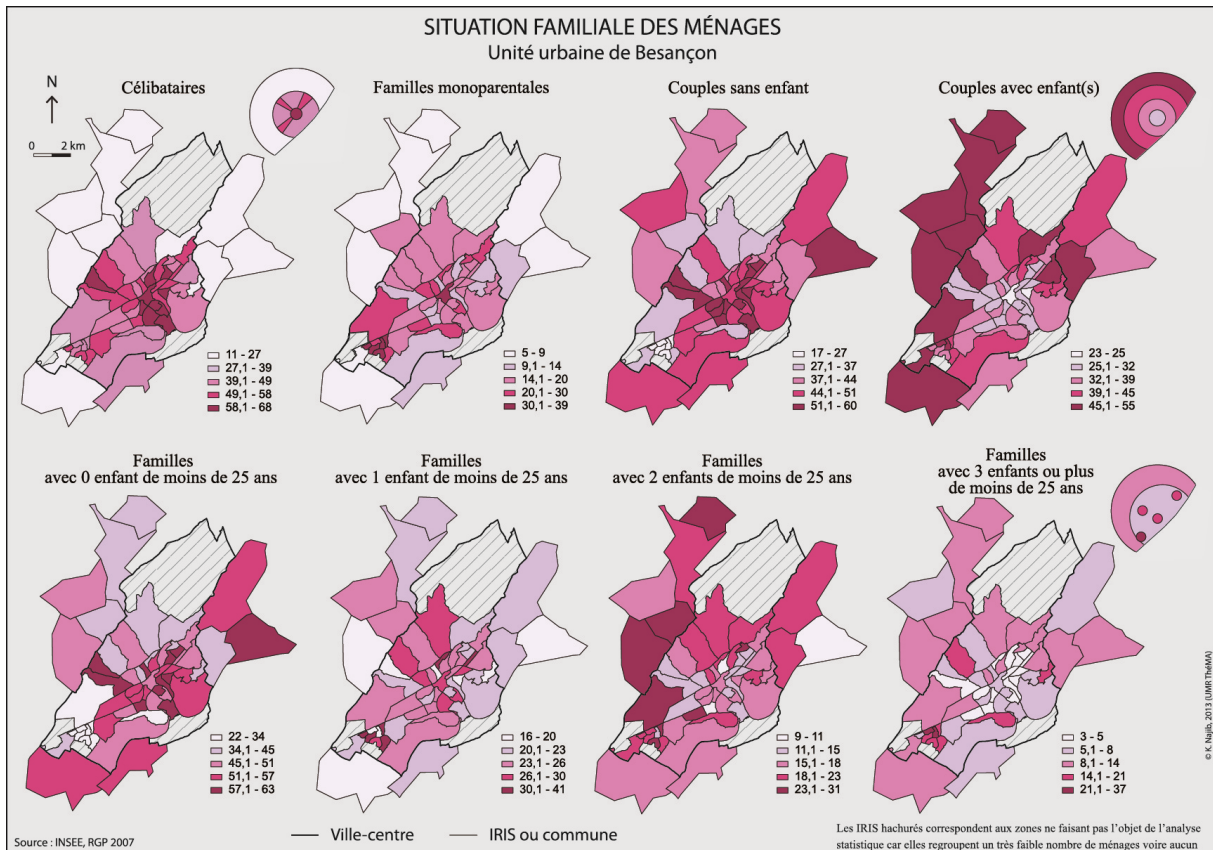 SITUATION FAMILIALE DES MÉNAGES
Unité urbaine de Besançon
Célibataires
Familles monoparentales
Couples sans enfant
Couples avec enfant(s)
N
0 2 km
11 - 27
27,1 - 39
39,1 - 49
49,1 - 58
58,1 - 68
5 - 9
9,1 - 14
14,1 - 20
20,1 - 30
30,1 - 39
17 - 27
27,1 - 37
37,1 - 44
44,1 - 51
51,1 - 60
23 - 25
25,1 - 32
32,1 - 39
39,1 - 45
45,1 - 55
Familles
avec 0 enfant de moins de 25 ans
Familles
avec 1 enfant de moins de 25 ans
Familles
avec 2 enfants de moins de 25 ans
Familles
avec 3 enfants ou plus
de moins de 25 ans
22 - 34
34,1 - 45
45,1 - 51
51,1 - 57
57,1 - 63
16 - 20
20,1 - 23
23,1 - 26
26,1 - 30
30,1 - 41
9 - 11
11,1 - 15
15,1 - 18
18,1 - 23
23,1 - 31
3 - 5
5,1 - 8
8,1 - 14
14,1 - 21
21,1 - 37
© K. Najib, 2013 (UMR ThéMA)
Source : INSEE, RGP 2007
Ville-centre
IRIS ou commune
Les IRIS hachurés correspondent aux zones ne faisant pas l'objet de l'analyse
statistique car elles regroupent un très faible nombre de ménages voire aucun